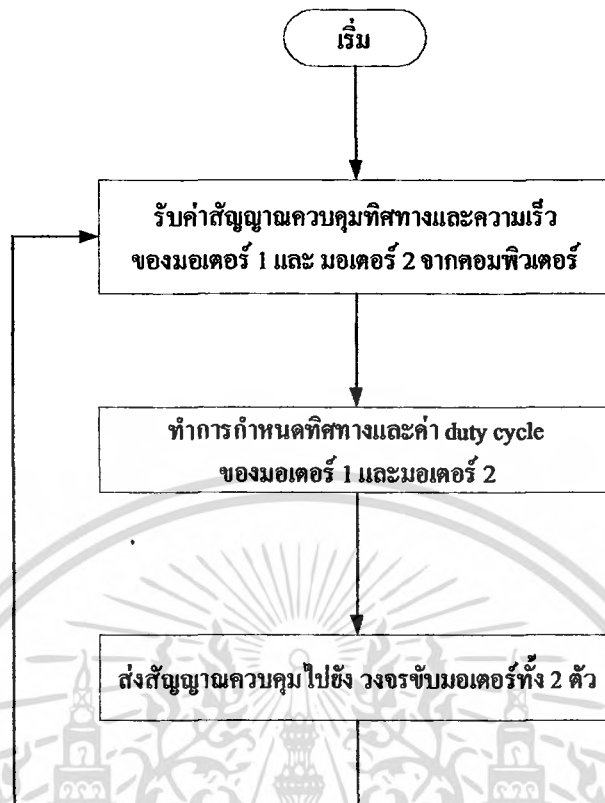 เริ่ม
รับค่าสัญญาณควบคุมทิศทางและความเร็ว
ของมอเตอร์ 1 และ มอเตอร์ 2 จากคอมพิวเตอร์
ทำการกำหนดทิศทางและค่า duty cycle
ของมอเตอร์ 1 และมอเตอร์ 2
ส่งสัญญาณควบคุมไปยัง วงจรขับมอเตอร์ทั้ง 2 ตัว